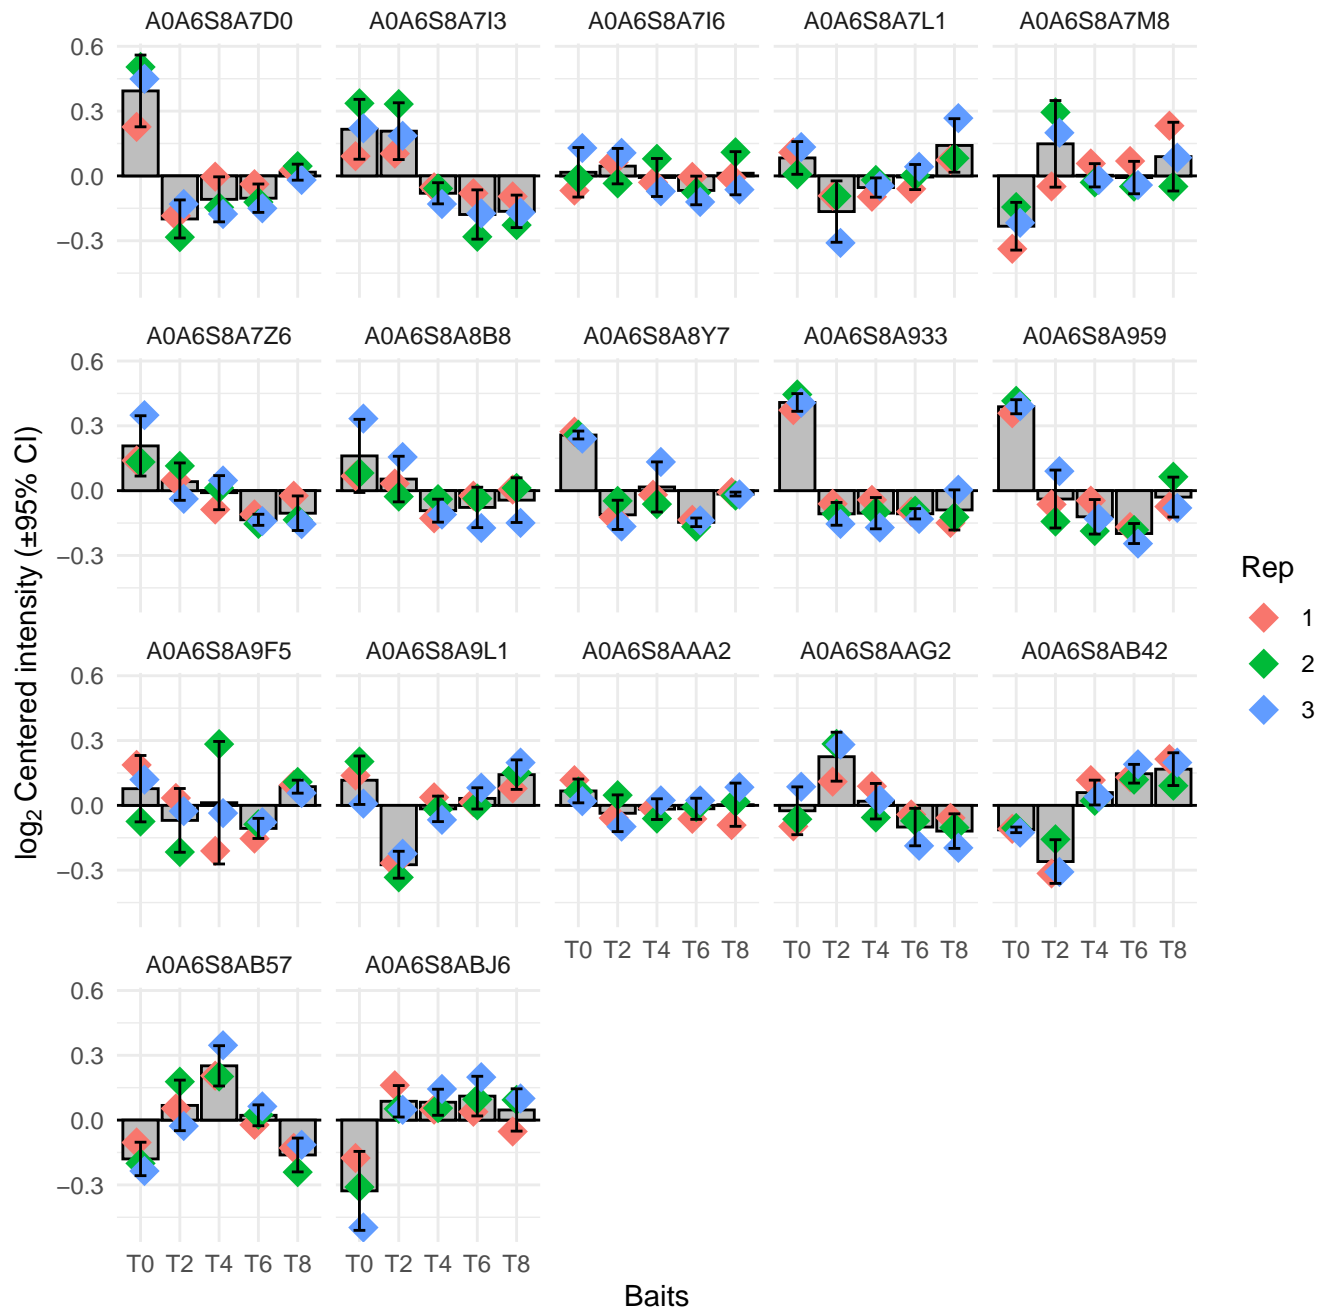 A0A6S8A7D0 A0A6S8A7I3 A0A6S8A7I6 A0A6S8A7L1 A0A6S8A7M8
0.6
0.3
0.0
−0.3
A0A6S8A7Z6 A0A6S8A8B8 A0A6S8A8Y7 A0A6S8A933 A0A6S8A959
0.6
0.3
0.0
−0.3
A0A6S8A9F5 A0A6S8A9L1 A0A6S8AAA2 A0A6S8AAG2 A0A6S8AB42
0.6
0.3
0.0
−0.3
T0 T2 T4 T6 T8 T0 T2 T4 T6 T8 T0 T2 T4 T6 T8
A0A6S8AB57 A0A6S8ABJ6
0.6
0.3
0.0
−0.3
T0 T2 T4 T6 T8 T0 T2 T4 T6 T8
Baits
log2 Centered intensity (±95% CI)
Rep
1
2
3